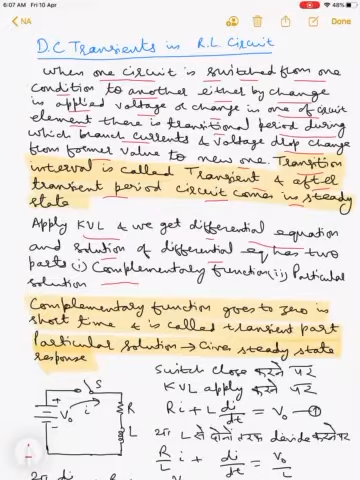 6:07 AM Fri 10 Apr
49%
NA
Done
D.C Transients in R.L Circuit
When one circuit is switched from one
condition to another either by change
in applied voltage or change in one of circuit
element there is transitional period during
which branch currents & voltage drop change
from former value to new one. Transition
interval is called Transient & after
transient period circuit comes in steady
state
Apply KVL & we get differential equation
and solution of differential eq has two
parts (i) Complementary function (ii) Particular
solution
Complementary function goes to zero in
short time & is called transient part
Particular solution → Gives steady state
response
Switch close करने पर
KVL apply करने पर
Ri + L di/dt = V₀ —①
या L से दोनों तरफ divide करने पर
R/L i + di/dt = V₀/L
S
+
V₀
i
R
L
-
या di